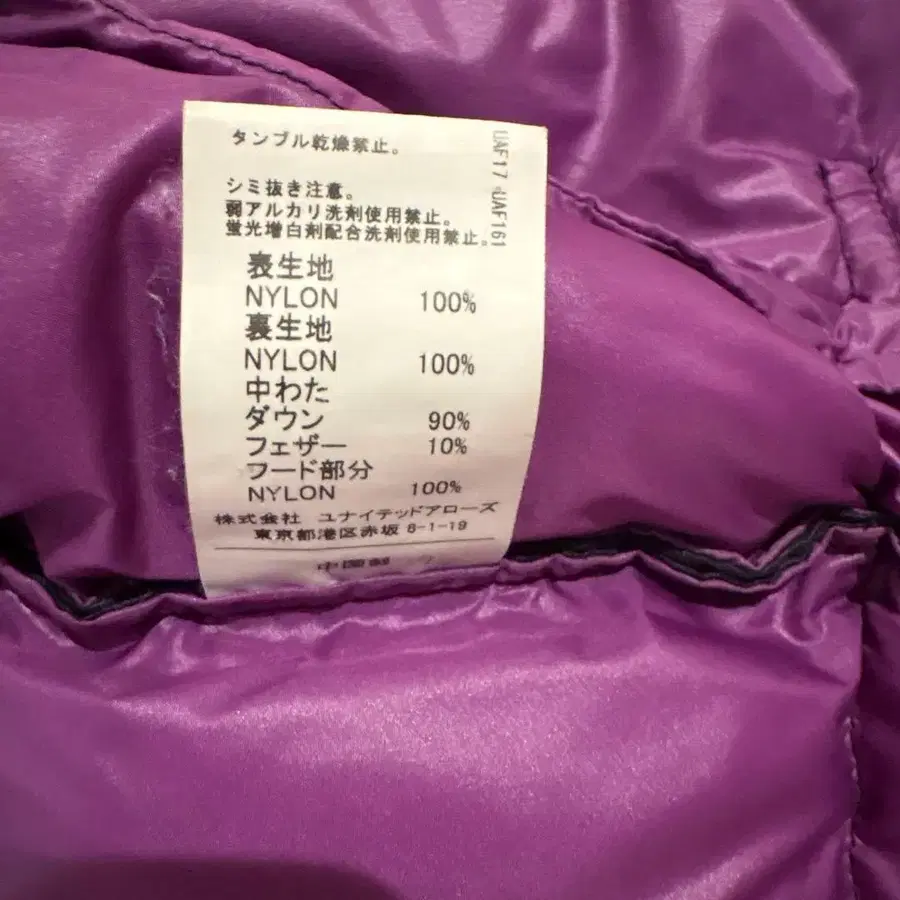 タンブル乾燥禁止。
シミ抜き注意。
弱アルカリ洗剤使用禁止。
蛍光増白剤配合洗剤使用禁止。
表生地
NYLON 100%
裏生地
NYLON 100%
中わた
ダウン 90%
フェザー 10%
フード部分
NYLON 100%
株式会社 ユナイテッドアローズ
東京都港区赤坂 8-1-19
中国製
UAF17 -UAF161